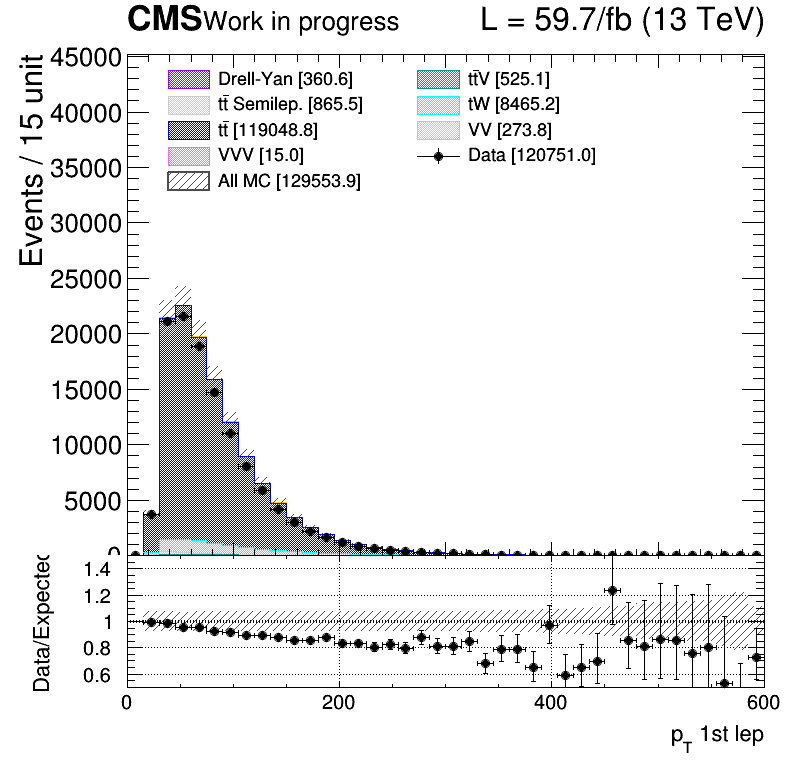 CMS Work in progress L = 59.7/fb (13 TeV)
Events / 15 unit
45000
40000
35000
30000
25000
20000
15000
10000
5000
0
Drell-Yan [360.6]
tt̄ Semilep. [865.5]
tt̄ [119048.8]
VVV [15.0]
All MC [129553.9]
tt̄V [525.1]
tW [8465.2]
VV [273.8]
Data [120751.0]
Data/Expected
1.4
1.2
1
0.8
0.6
0 200 400 600
p_T 1st lep